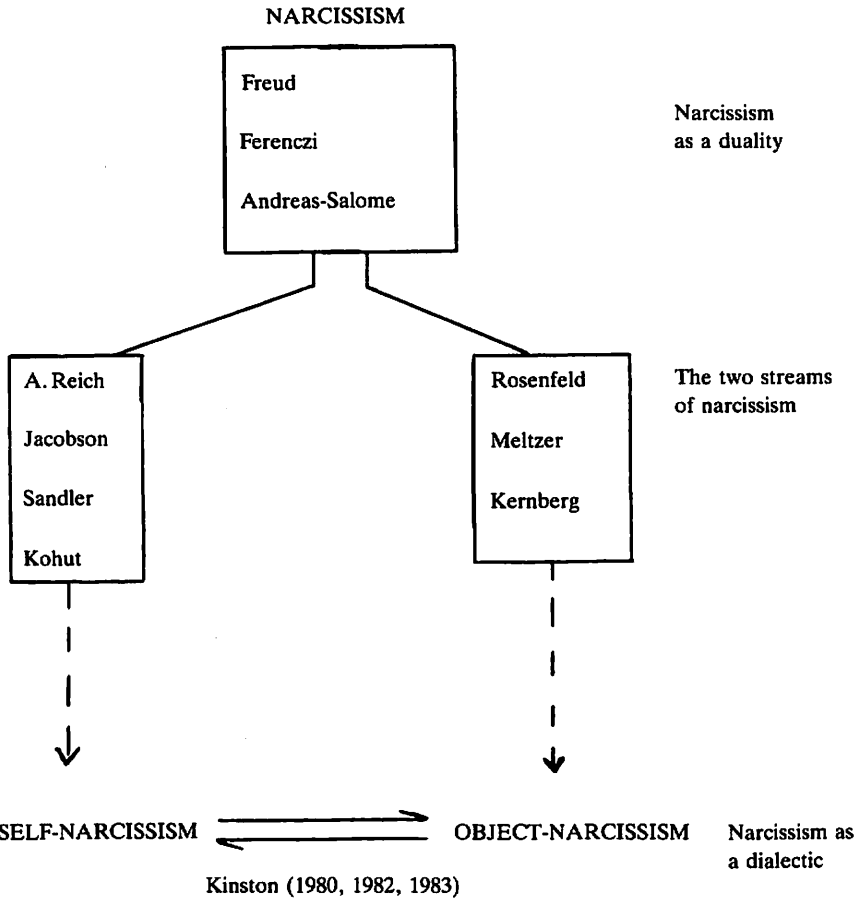 NARCISSISM
Freud
Ferenczi
Andreas-Salome
Narcissism
as a duality
A. Reich
Jacobson
Sandler
Kohut
Rosenfeld
Meltzer
Kernberg
The two streams
of narcissism
SELF-NARCISSISM
OBJECT-NARCISSISM
Narcissism as
a dialectic
Kinston (1980, 1982, 1983)